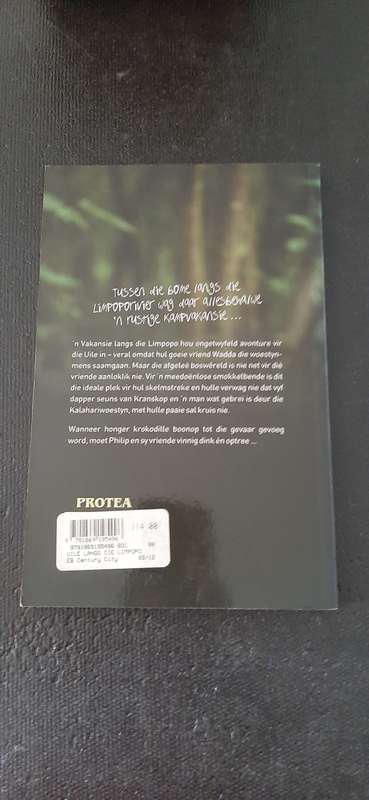 Tussen die bome langs die
Limpoporivier wag daar allesbehalwe
'n rustige kampvakansie ...
'n Vakansie langs die Limpopo hou ongetwyfeld avonture vir
die Uile in – veral omdat hul goeie vriend Wadda die woestyn-
mens saamgaan. Maar die afgeleë boswêreld is nie net vir dié
vriende aanloklik nie. Vir 'n meedoënlose smokkelbende is dit
die ideale plek vir hul skelmstreke en hulle verwag nie dat vyf
dapper seuns van Kranskop en 'n man wat gebrei is deur die
Kalahariwoestyn, met hulle paaie sal kruis nie.
Wanneer honger krokodille boonop tot die gevaar gevoeg
word, moet Philip en sy vriende vinnig dink én optree ...
PROTEA
114.00
UILE LANGS DIE LIMPOPO
EB Century City